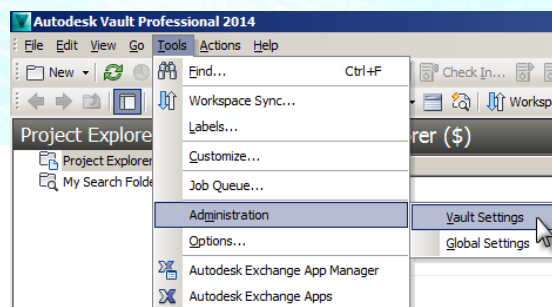 Autodesk Vault Professional 2014
File Edit View Go Tools Actions Help
New Find... Ctrl+F Check In...
Workspace Sync... Worksp
Labels...
Project Explore rer ($)
Project Explorer
Customize...
My Search Folde
Job Queue...
Administration Vault Settings
Options... Global Settings
Autodesk Exchange App Manager
Autodesk Exchange Apps